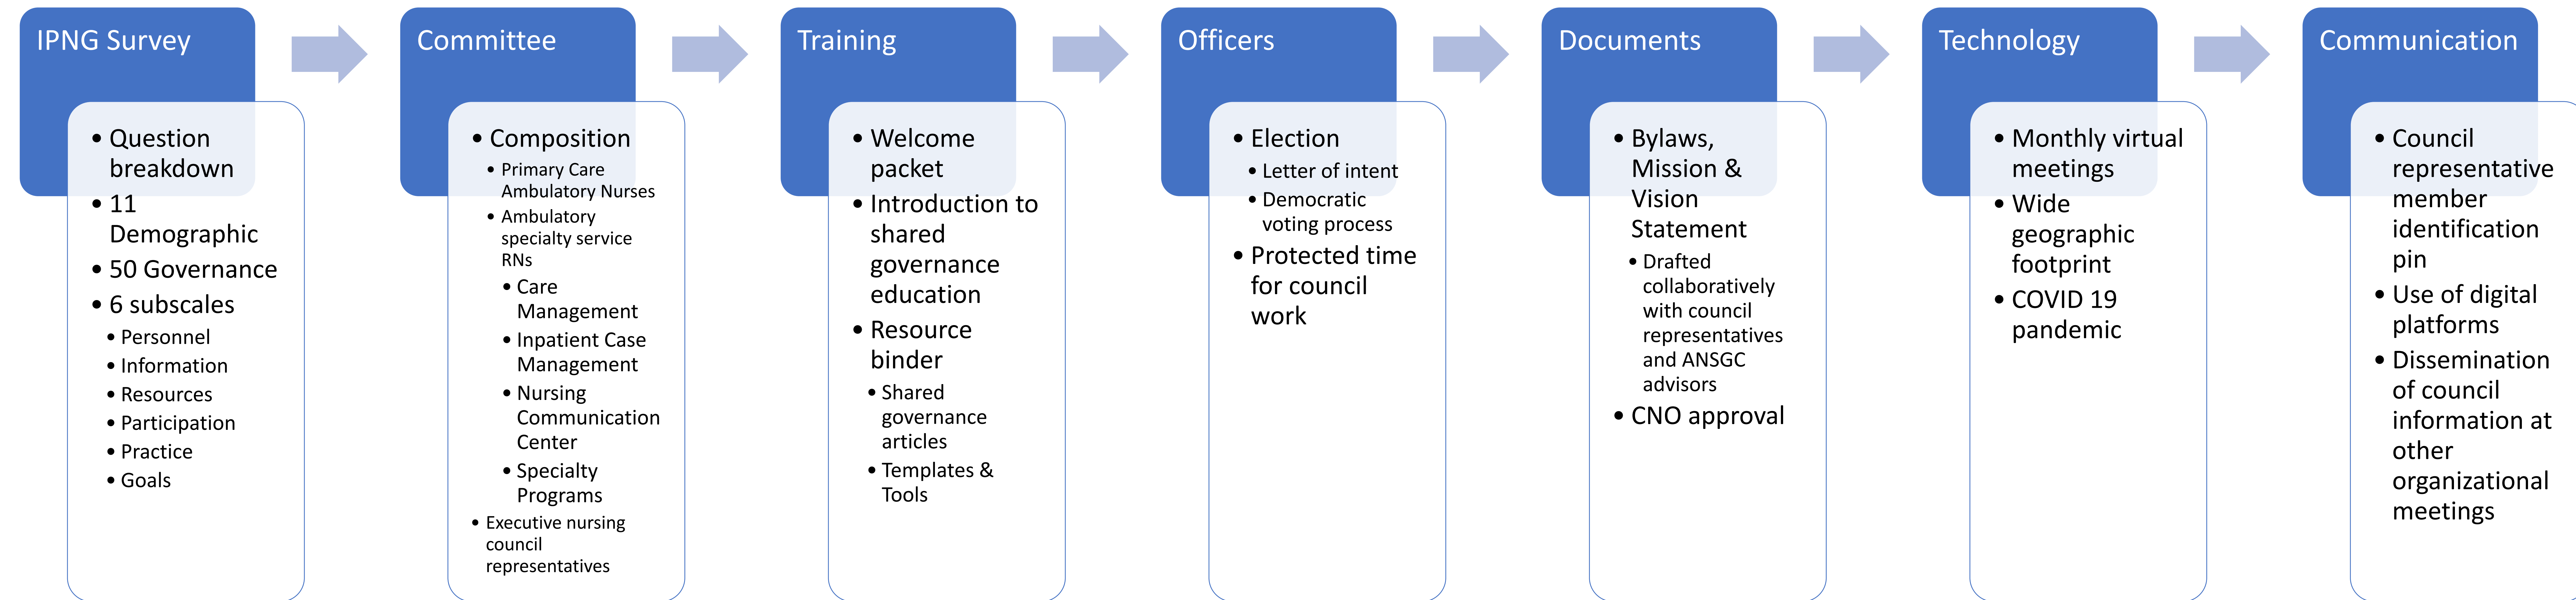 IPNG Survey
• Question
breakdown
• 11
Demographic
• 50 Governance
• 6 subscales
• Personnel
• Information
• Resources
• Participation
• Practice
• Goals
Committee
• Composition
• Primary Care
Ambulatory Nurses
• Ambulatory
specialty service
RNs
• Care
Management
• Inpatient Case
Management
• Nursing
Communication
Center
• Specialty
Programs
• Executive nursing
council
representatives
Training
• Welcome
packet
• Introduction to
shared
governance
education
• Resource
binder
• Shared
governance
articles
• Templates &
Tools
Officers
• Election
• Letter of intent
• Democratic
voting process
• Protected time
for council
work
Documents
• Bylaws,
Mission &
Vision
Statement
• Drafted
collaboratively
with council
representatives
and ANSGC
advisors
• CNO approval
Technology
• Monthly virtual
meetings
• Wide
geographic
footprint
• COVID 19
pandemic
Communication
• Council
representative
member
identification
pin
• Use of digital
platforms
• Dissemination
of council
information at
other
organizational
meetings